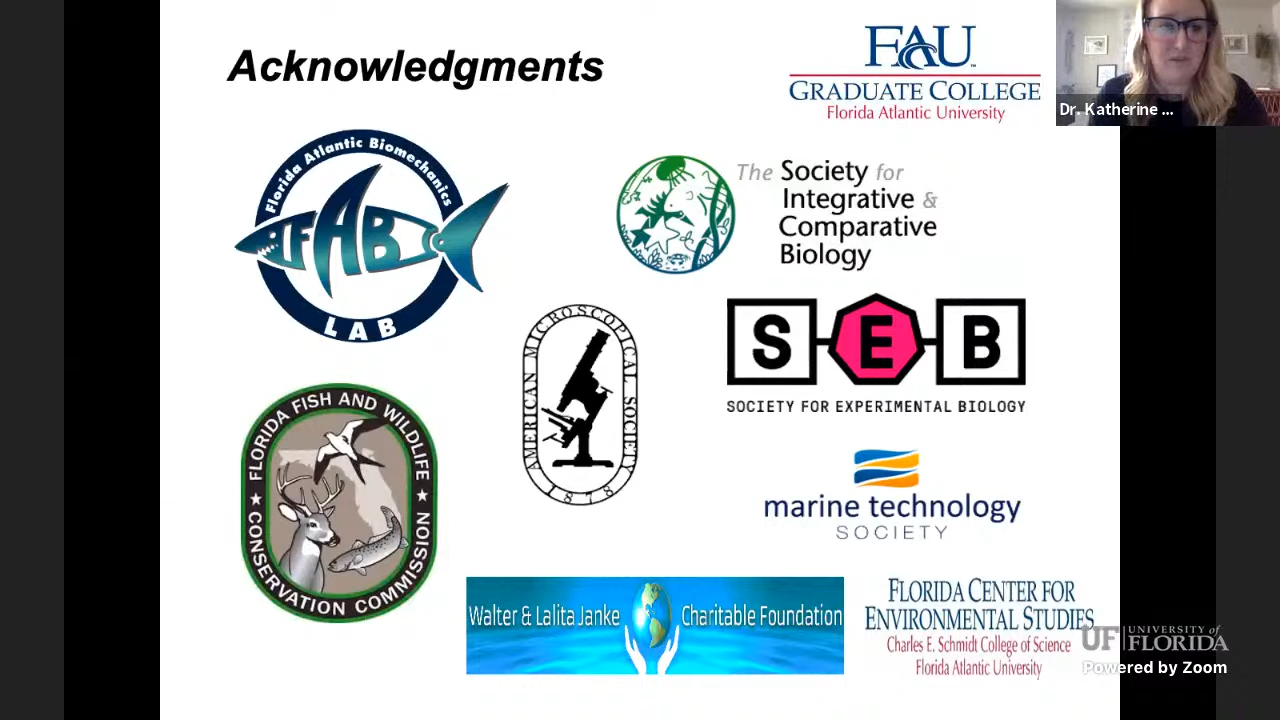 Acknowledgments
FAU
GRADUATE COLLEGE
Florida Atlantic University
Dr. Katherine ...
Florida Atlantic Biomechanics
FAB
LAB
The Society for
Integrative &
Comparative
Biology
AMERICAN MICROSCOPICAL SOCIETY
1878
S E B
SOCIETY FOR EXPERIMENTAL BIOLOGY
FLORIDA FISH AND WILDLIFE
CONSERVATION COMMISSION
marine technology
SOCIETY
Walter & Lalita Janke Charitable Foundation
FLORIDA CENTER FOR
ENVIRONMENTAL STUDIES
Charles E. Schmidt College of Science
Florida Atlantic University
UF UNIVERSITY of
FLORIDA
Powered by Zoom